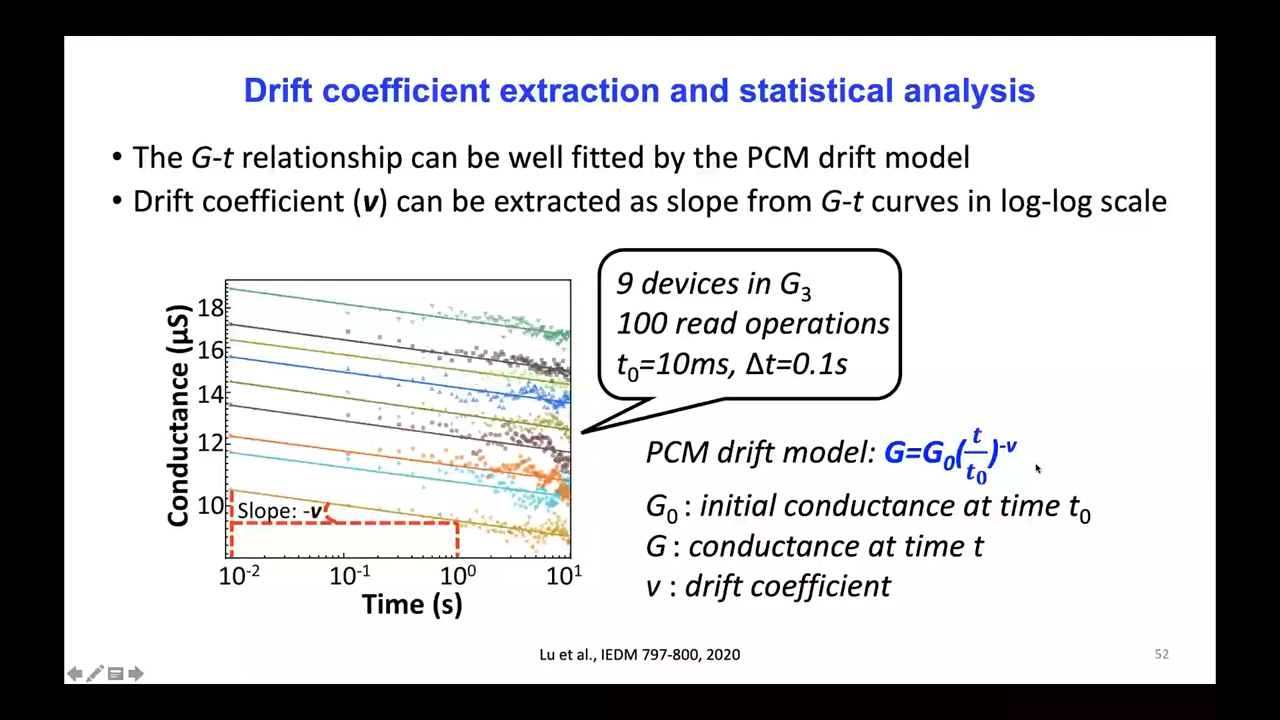 Drift coefficient extraction and statistical analysis
• The G-t relationship can be well fitted by the PCM drift model
• Drift coefficient (v) can be extracted as slope from G-t curves in log-log scale
9 devices in G₃
100 read operations
t₀=10ms, Δt=0.1s
Conductance (μS)
18
16
14
12
10
Slope: -v
10⁻² 10⁻¹ 10⁰ 10¹
Time (s)
PCM drift model: G=G₀(t/t₀)⁻ᵛ
G₀ : initial conductance at time t₀
G : conductance at time t
v : drift coefficient
Lu et al., IEDM 797-800, 2020
52